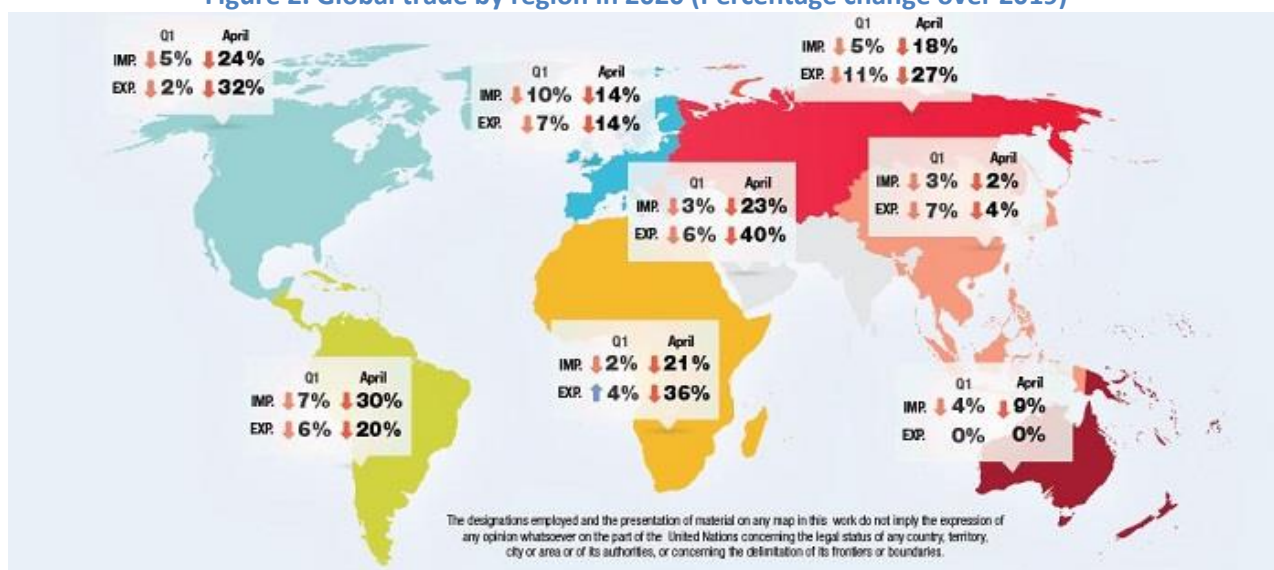 Figure 2. Global trade by region in 2020 (Percentage change over 2019)
Q1 April
IMP. 5% 24%
EXP. 2% 32%
Q1 April
IMP. 10% 14%
EXP. 7% 14%
Q1 April
IMP. 5% 18%
EXP. 11% 27%
Q1 April
IMP. 3% 23%
EXP. 6% 40%
Q1 April
IMP. 3% 2%
EXP. 7% 4%
Q1 April
IMP. 7% 30%
EXP. 6% 20%
Q1 April
IMP. 2% 21%
EXP. 4% 36%
Q1 April
IMP. 4% 9%
EXP. 0% 0%
The designations employed and the presentation of material on any map in this work do not imply the expression of
any opinion whatsoever on the part of the United Nations concerning the legal status of any country, territory,
city or area or of its authorities, or concerning the delimitation of its frontiers or boundaries.